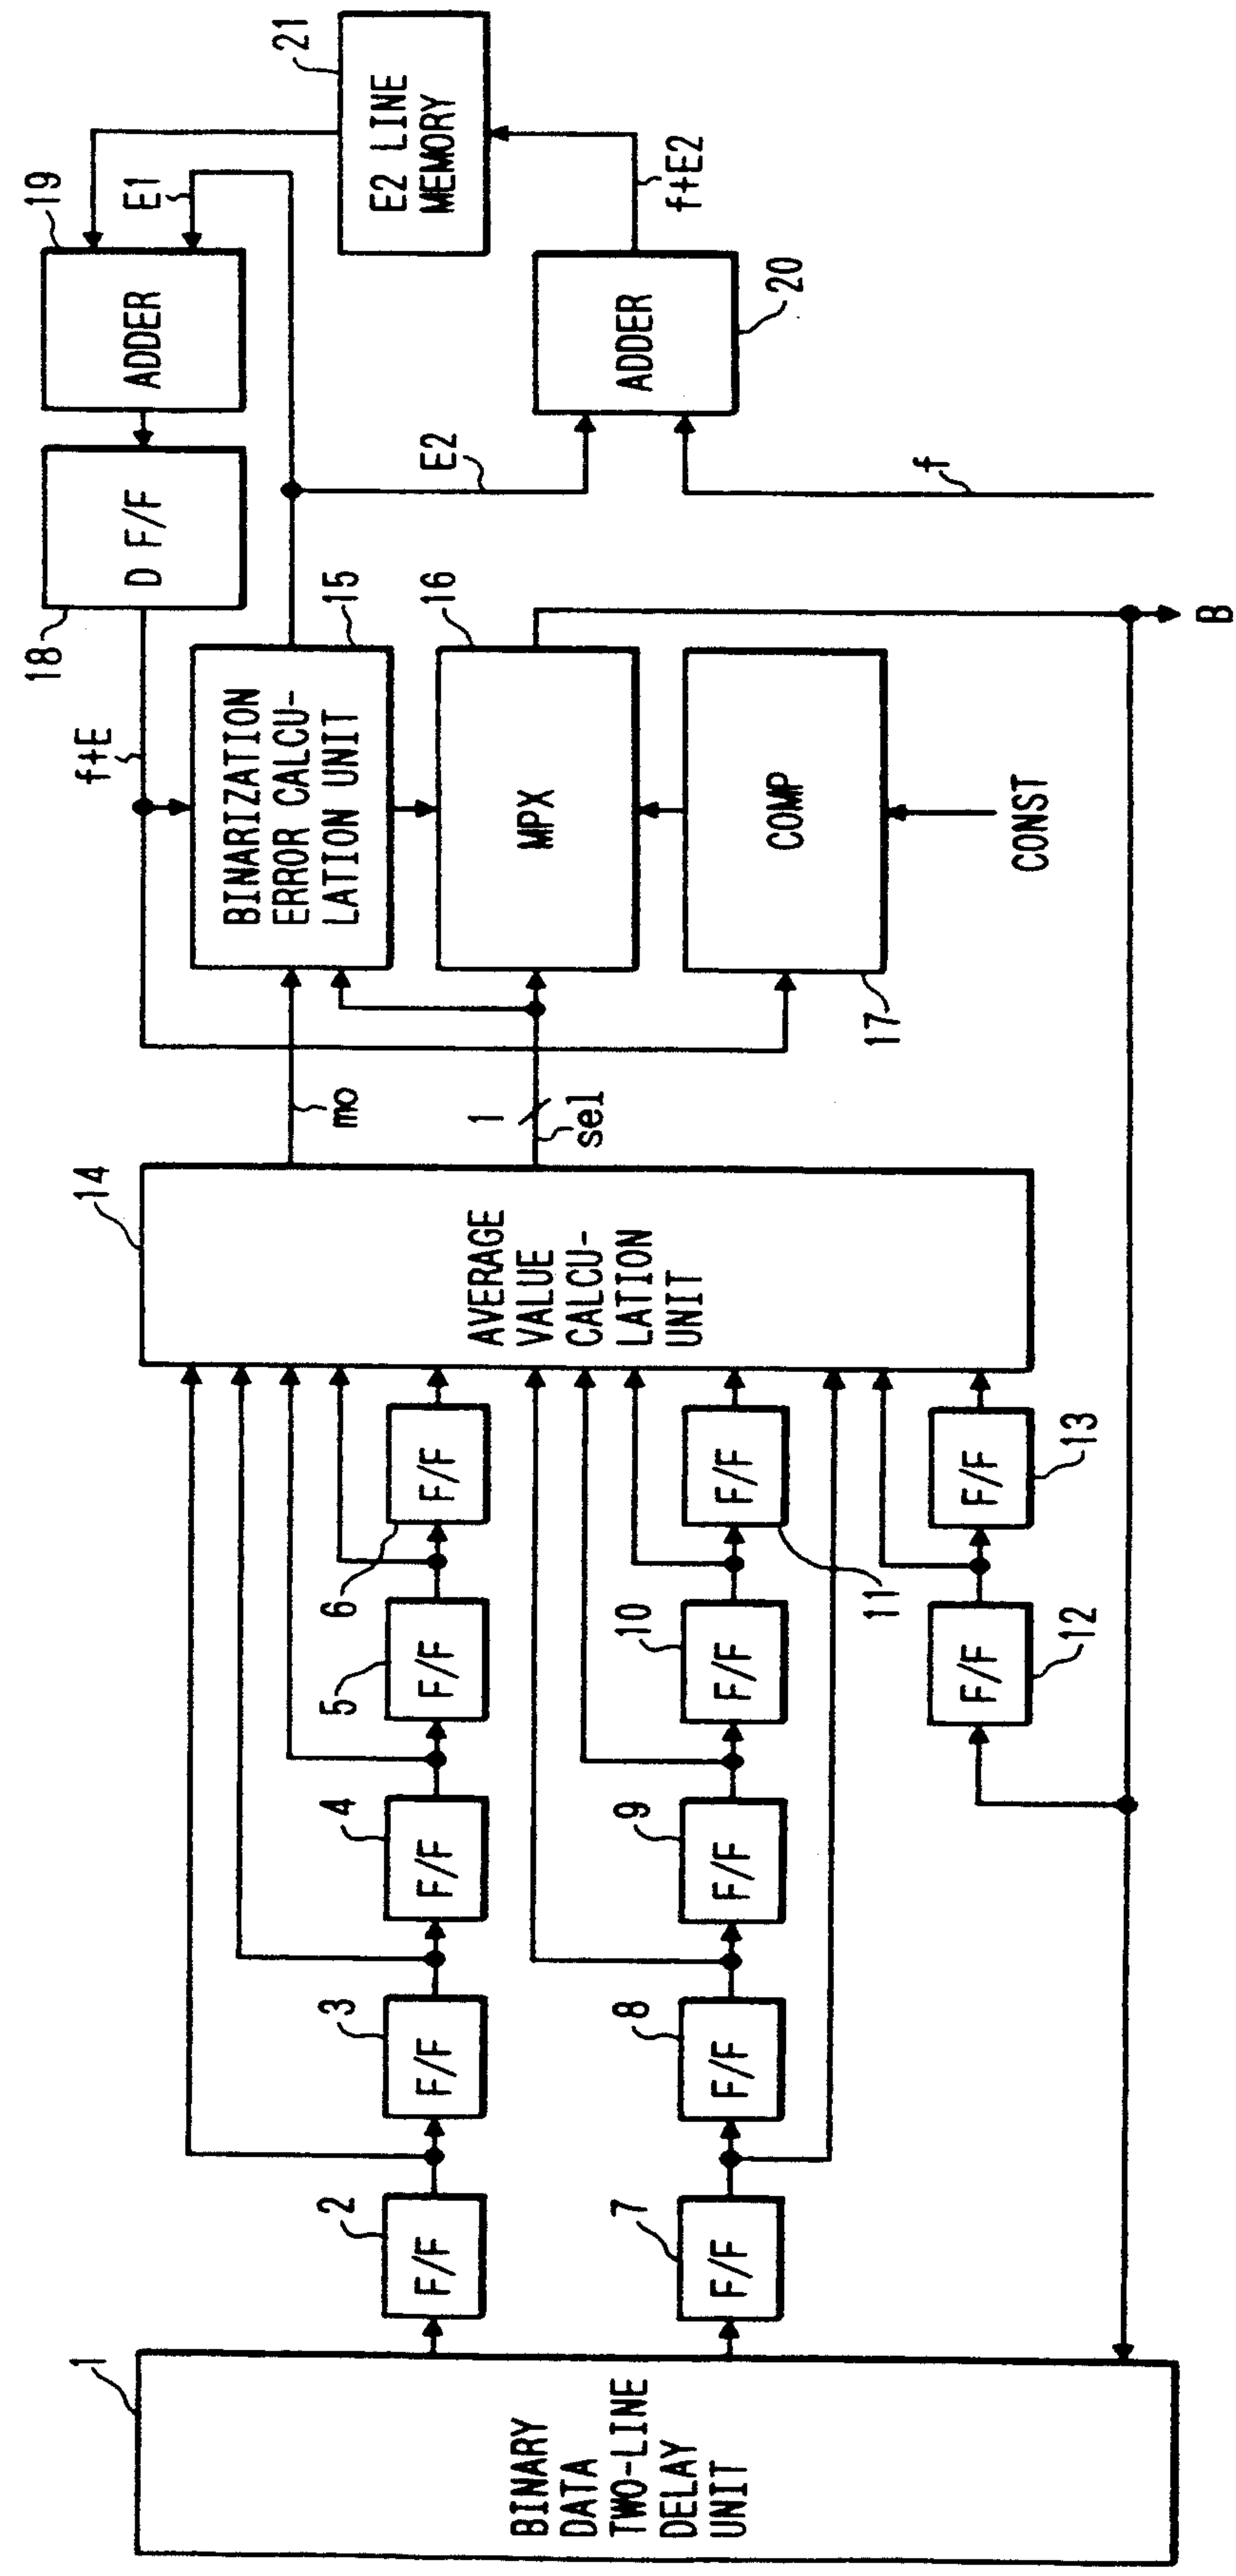 1
BINARY
DATA
TWO-LINE
DELAY
UNIT
2
F/F
3
F/F
4
F/F
5
F/F
6
F/F
7
F/F
8
F/F
9
F/F
10
F/F
11
F/F
12
F/F
13
F/F
14
AVERAGE
VALUE
CALCU-
LATION
UNIT
mo
1
sel
f+E
BINARIZATION
ERROR CALCU-
LATION UNIT
15
MPX
16
COMP
17
CONST
B
18
D F/F
19
ADDER
E1
E2
f
ADDER
20
f+E2
21
E2 LINE
MEMORY